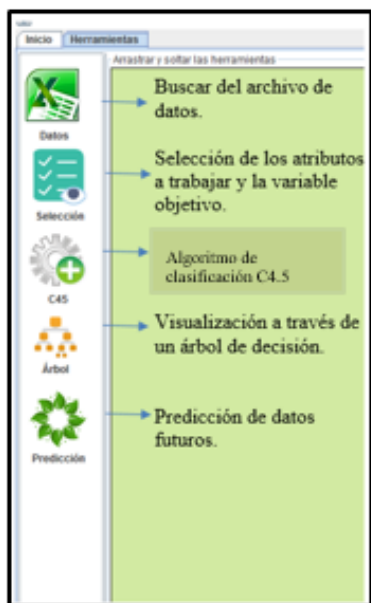 Inicio Herramientas
Arrastrar y soltar las herramientas
Datos
Buscar del archivo de
datos.
Selección
Selección de los atributos
a trabajar y la variable
objetivo.
C45
Algoritmo de
clasificación C4.5
Árbol
Visualización a través de
un árbol de decisión.
Predicción
Predicción de datos
futuros.